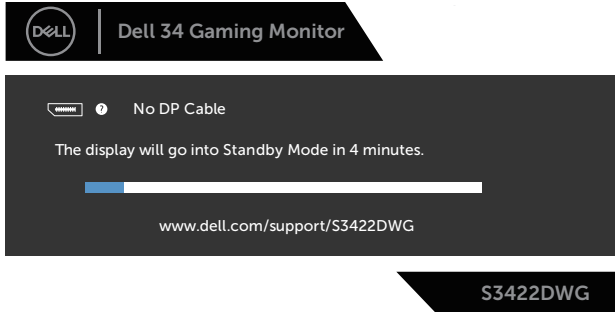 DELL
Dell 34 Gaming Monitor
? No DP Cable
The display will go into Standby Mode in 4 minutes.
www.dell.com/support/S3422DWG
S3422DWG